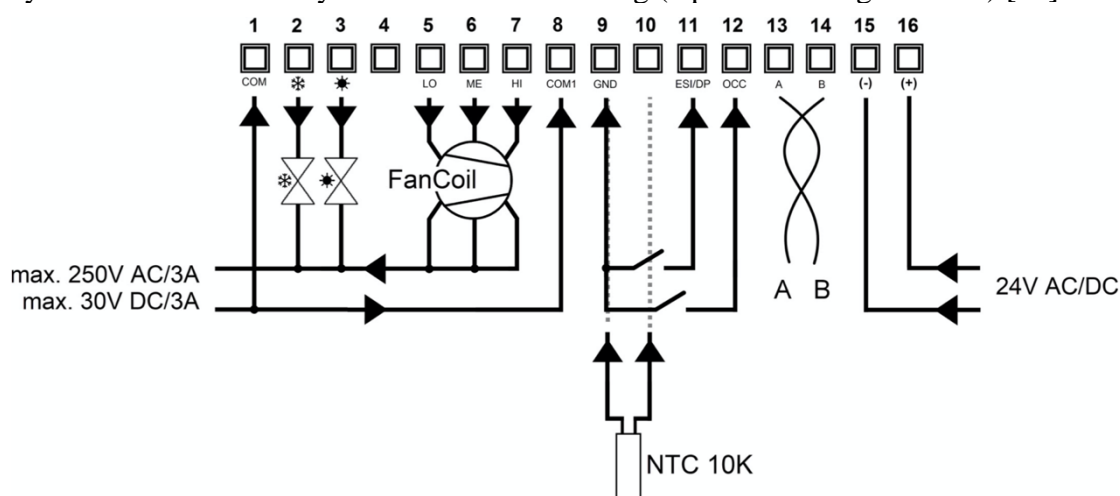 1 2 3 4 5 6 7 8 9 10 11 12 13 14 15 16
COM LO ME HI COM1 GND ESI/DP OCC A B (-) (+)
FanCoil
max. 250V AC/3A
max. 30V DC/3A
A B
24V AC/DC
NTC 10K